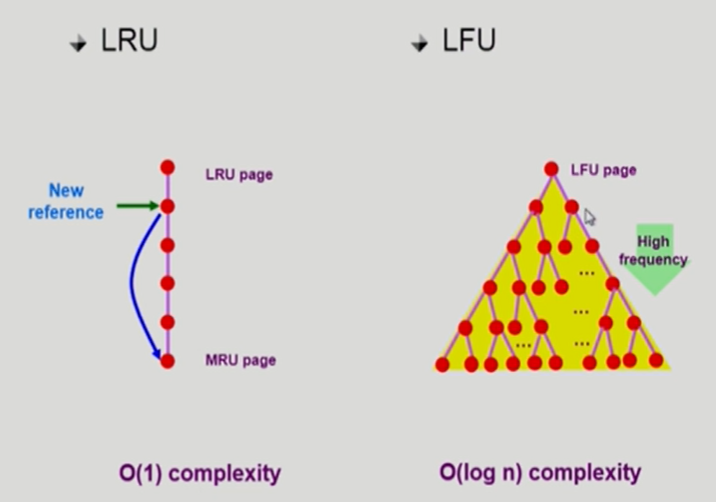 LRU
LFU
LRU page
New
reference
MRU page
O(1) complexity
LFU page
High
frequency
...
...
...
...
O(log n) complexity